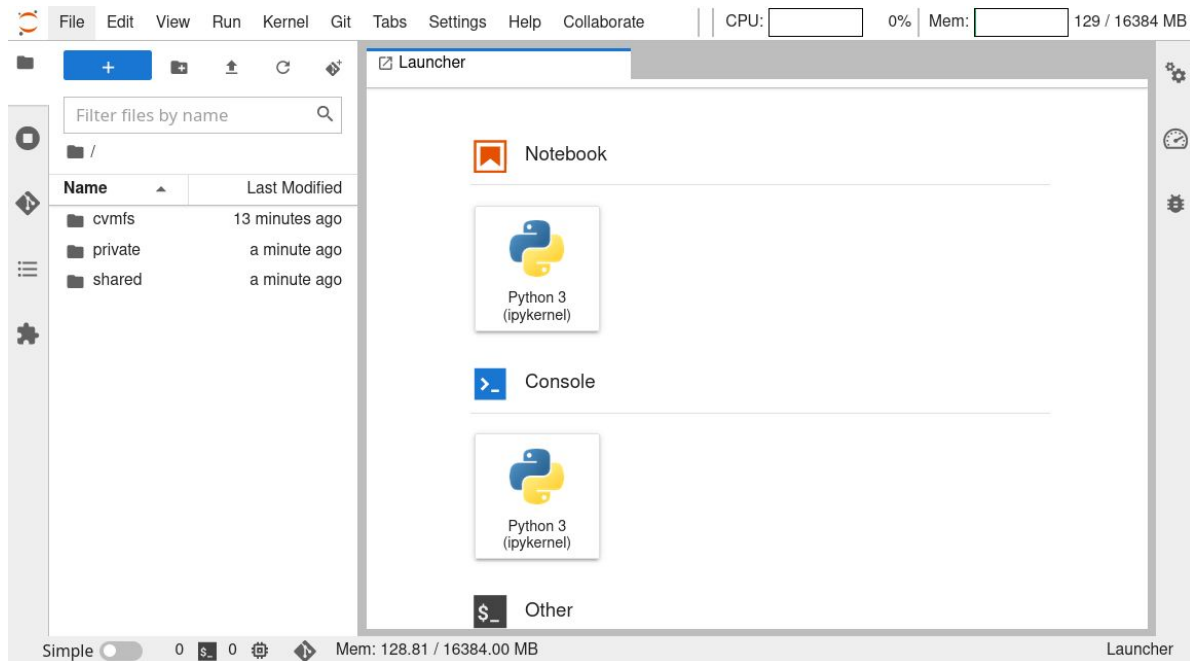 File Edit View Run Kernel Git Tabs Settings Help Collaborate CPU: 0% Mem: 129 / 16384 MB
+
Launcher
Filter files by name
/
Name Last Modified
cvmfs 13 minutes ago
private a minute ago
shared a minute ago
Notebook
Python 3
(ipykernel)
>_ Console
Python 3
(ipykernel)
$_ Other
Simple 0 $_ 0 Mem: 128.81 / 16384.00 MB Launcher